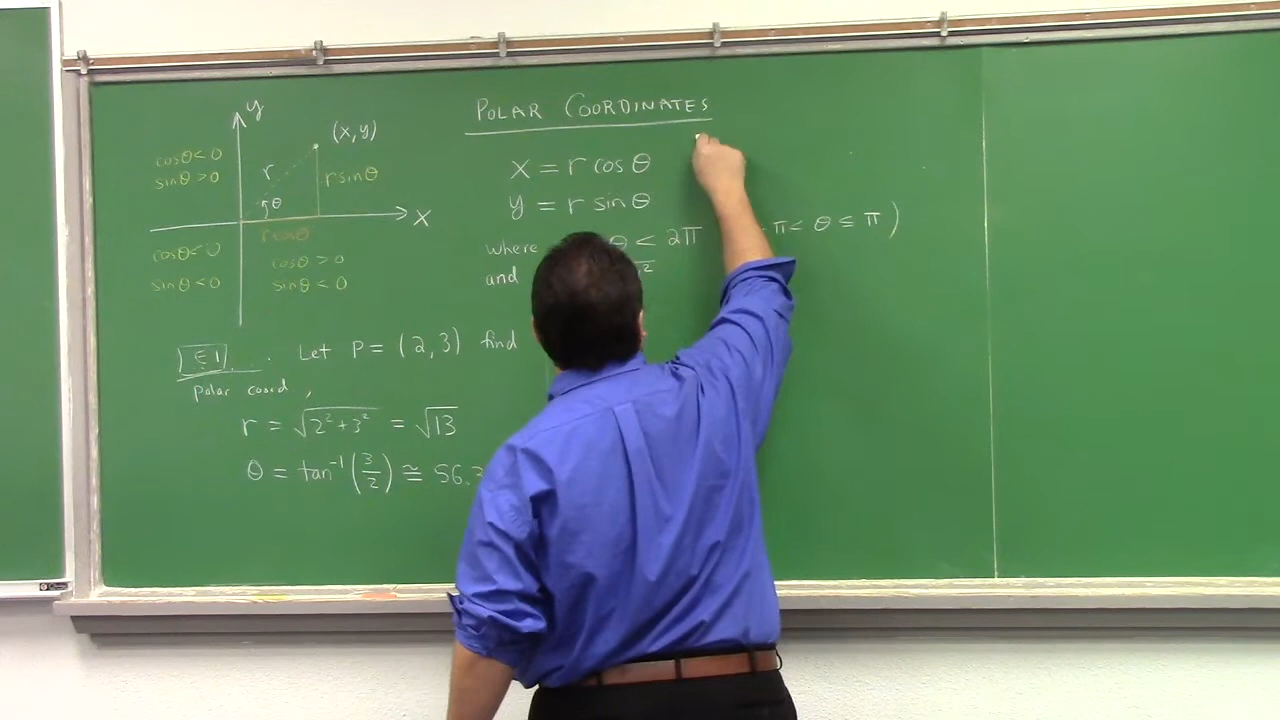 POLAR COORDINATES
y
(x,y)
cosθ<0
sinθ>0
r
θ
r sinθ
x
r cosθ
cosθ<0
sinθ<0
cosθ>0
sinθ<0
x = r cos θ
y = r sin θ
where θ < 2π π< θ ≤ π )
and
E1 . Let P = (2,3) find
Polar coord ,
r = √2²+3² = √13
θ = tan⁻¹(3/2) ≅ 56.